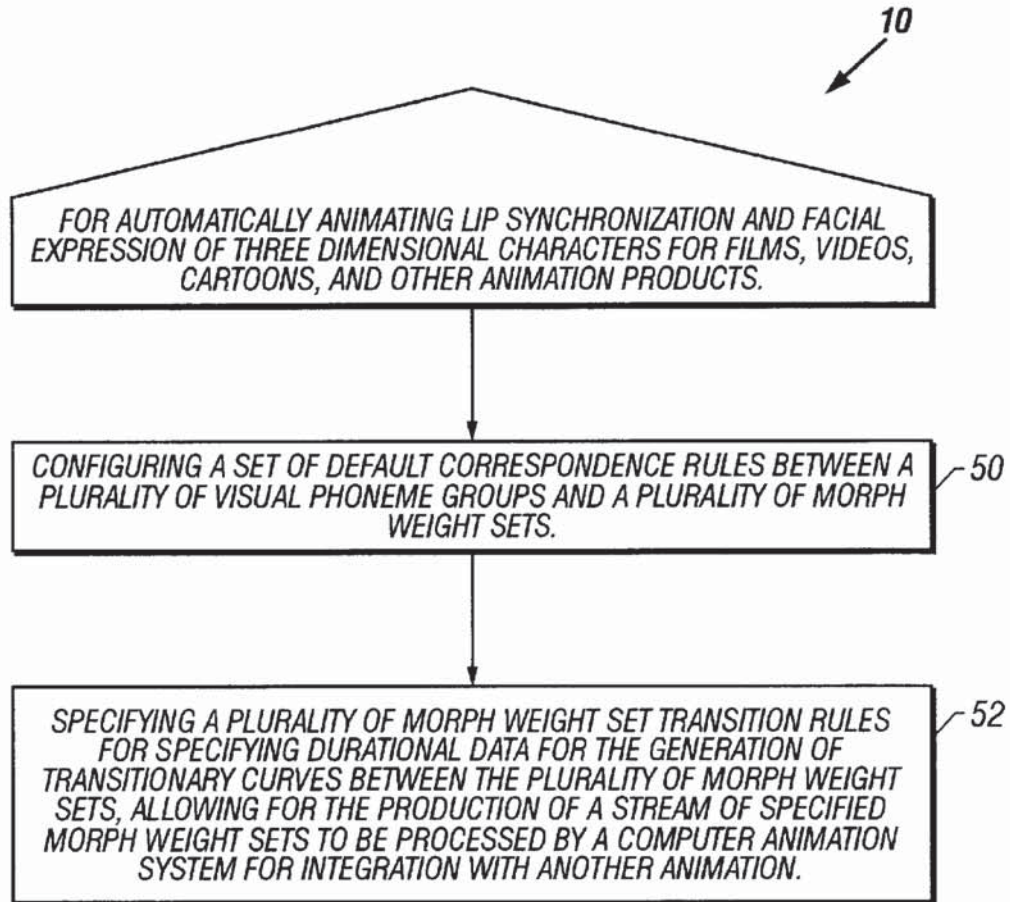 10
FOR AUTOMATICALLY ANIMATING LIP SYNCHRONIZATION AND FACIAL
EXPRESSION OF THREE DIMENSIONAL CHARACTERS FOR FILMS, VIDEOS,
CARTOONS, AND OTHER ANIMATION PRODUCTS.
CONFIGURING A SET OF DEFAULT CORRESPONDENCE RULES BETWEEN A
PLURALITY OF VISUAL PHONEME GROUPS AND A PLURALITY OF MORPH
WEIGHT SETS.
50
SPECIFYING A PLURALITY OF MORPH WEIGHT SET TRANSITION RULES
FOR SPECIFYING DURATIONAL DATA FOR THE GENERATION OF
TRANSITIONARY CURVES BETWEEN THE PLURALITY OF MORPH WEIGHT
SETS, ALLOWING FOR THE PRODUCTION OF A STREAM OF SPECIFIED
MORPH WEIGHT SETS TO BE PROCESSED BY A COMPUTER ANIMATION
SYSTEM FOR INTEGRATION WITH ANOTHER ANIMATION.
52